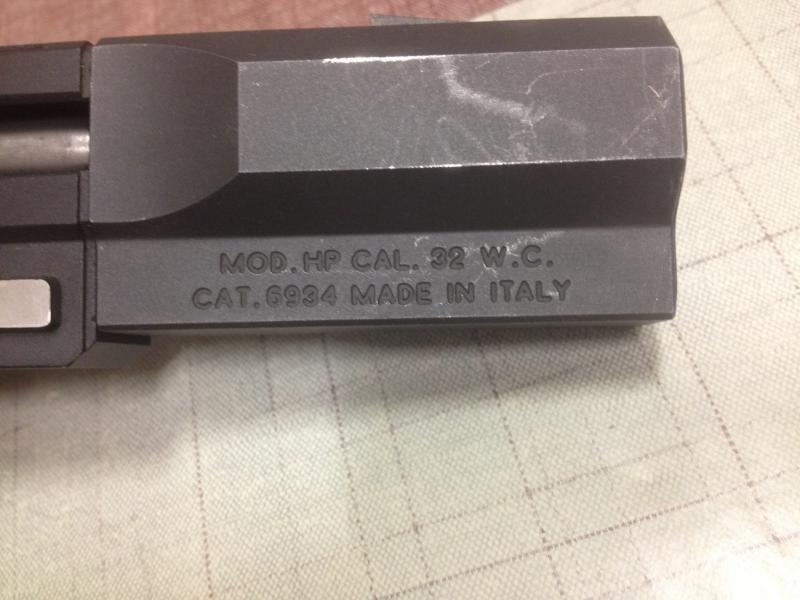 MOD. HP CAL. 32 W.C.
CAT. 6934 MADE IN ITALY